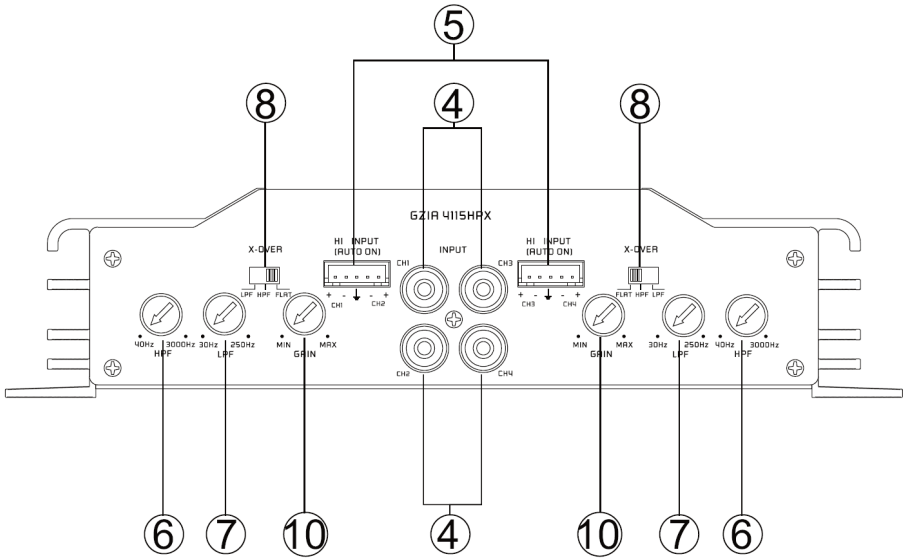 5
8
4
8
GZIA 4115HPX
X-OVER
HI INPUT
(AUTO ON)
INPUT
HI INPUT
(AUTO ON)
X-OVER
CH1
CH3
LPF HPF FLAT
+ - - +
CH1 CH2
+ - - +
CH3 CH4
FLAT HPF LPF
40Hz 3000Hz
HPF
30Hz 250Hz
LPF
MIN MAX
GAIN
CH2
CH4
MIN MAX
GAIN
30Hz 250Hz
LPF
40Hz 3000Hz
HPF
6
7
10
4
10
7
6